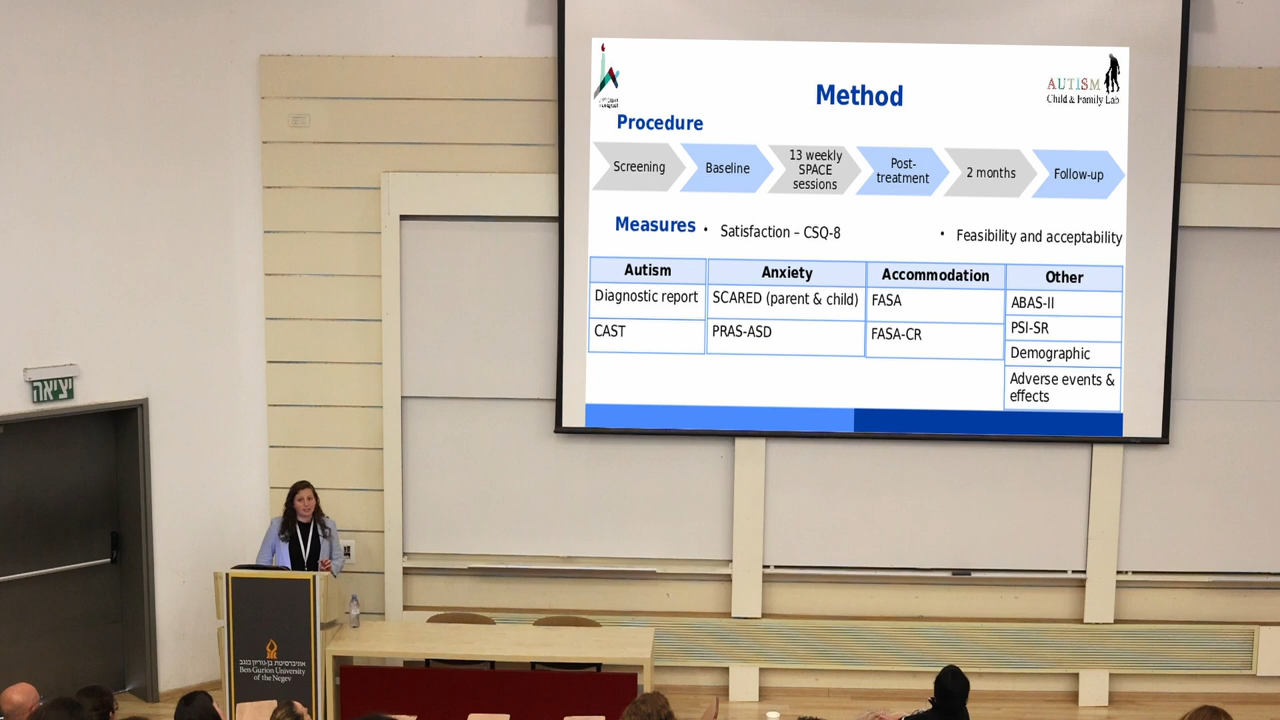 Method
AUTISM
Child & Family Lab
Procedure
Screening
Baseline
13 weekly
SPACE
sessions
Post-
treatment
2 months
Follow-up
Measures
• Satisfaction – CSQ-8
• Feasibility and acceptability
Autism
Anxiety
Accommodation
Other
Diagnostic report
SCARED (parent & child)
FASA
ABAS-II
CAST
PRAS-ASD
FASA-CR
PSI-SR
Demographic
Adverse events &
effects
יציאה
אוניברסיטת בן-גוריון בנגב
Ben-Gurion University
of the Negev